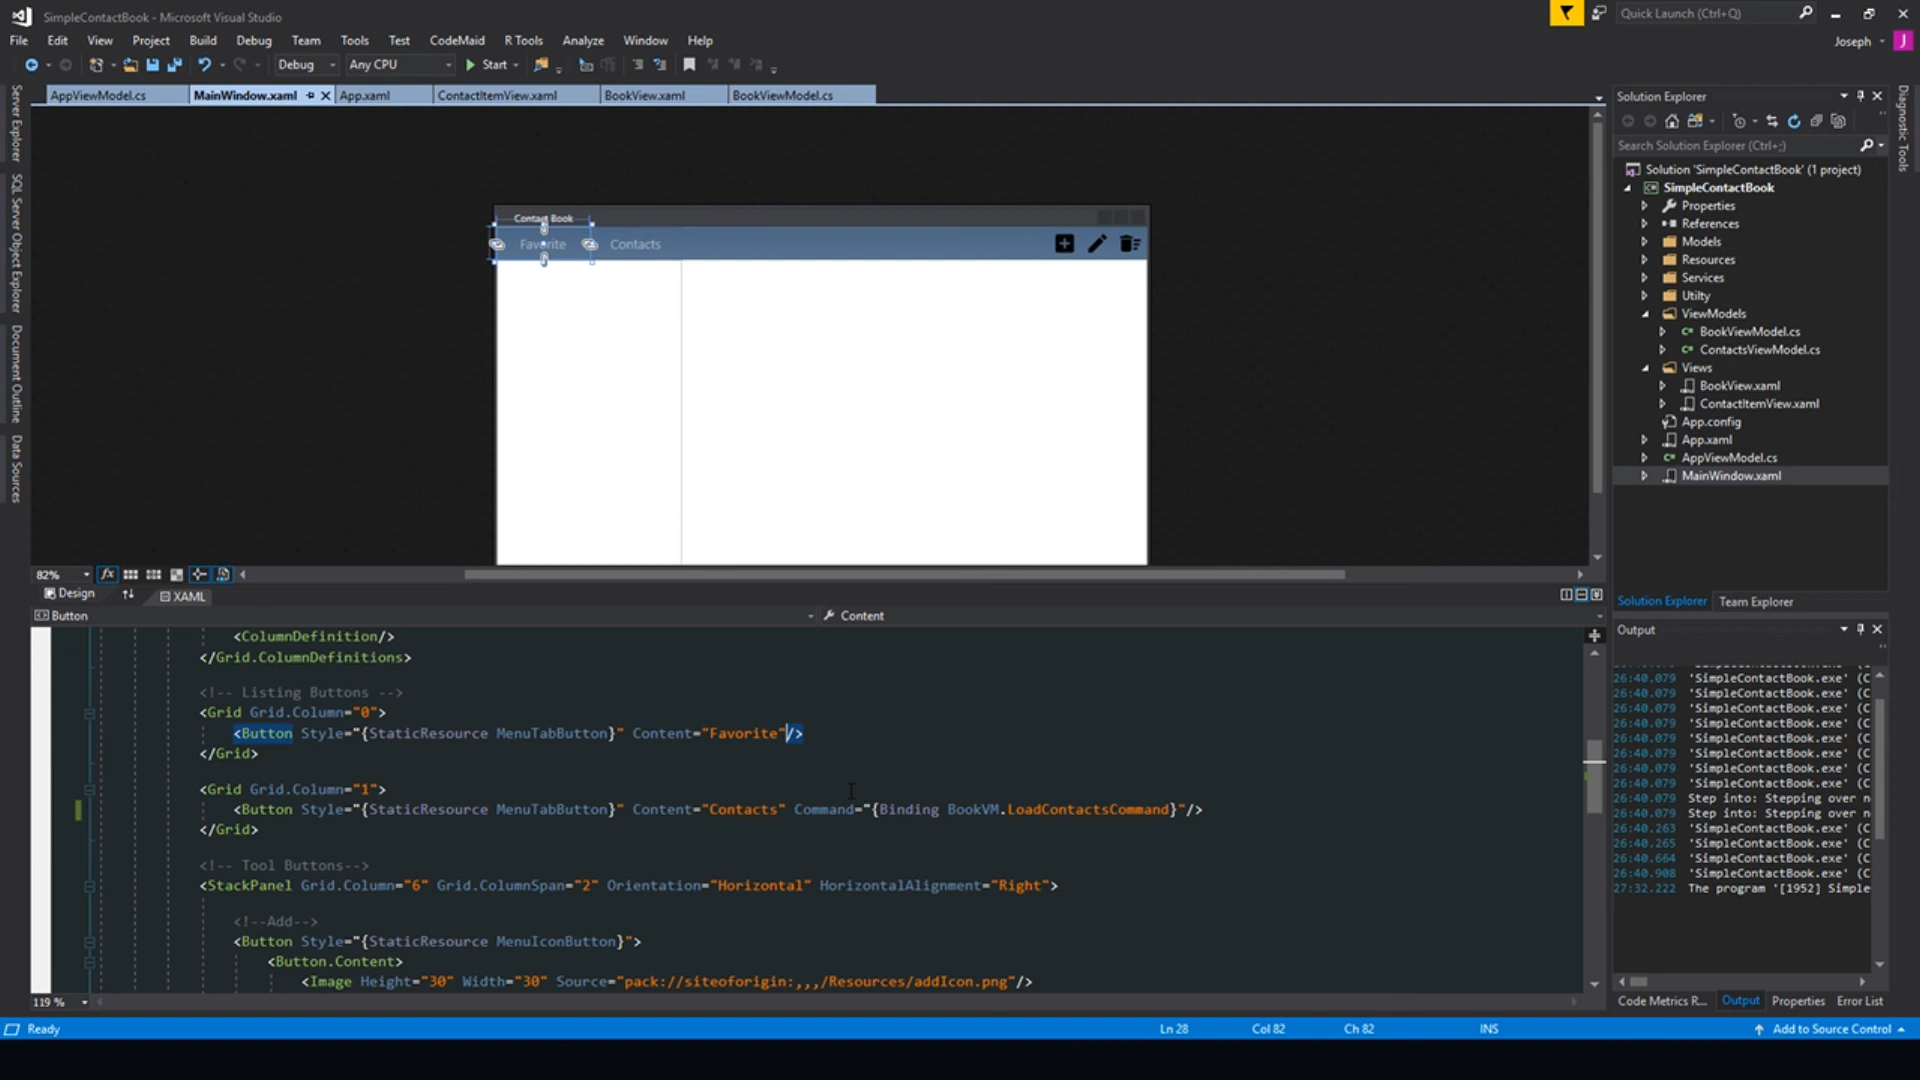 SimpleContactBook - Microsoft Visual Studio
Quick Launch (Ctrl+Q)
File Edit View Project Build Debug Team Tools Test CodeMaid R Tools Analyze Window Help
Joseph J
Debug Any CPU Start
AppViewModel.cs MainWindow.xaml App.xaml ContactItemView.xaml BookView.xaml BookViewModel.cs
Server Explorer
SQL Server Object Explorer
Document Outline
Data Sources
Contact Book
Favorite Contacts
82%
Design XAML
Button Content
<ColumnDefinition/>
</Grid.ColumnDefinitions>
<!-- Listing Buttons -->
<Grid Grid.Column="0">
<Button Style="{StaticResource MenuTabButton}" Content="Favorite"/>
</Grid>
<Grid Grid.Column="1">
<Button Style="{StaticResource MenuTabButton}" Content="Contacts" Command="{Binding BookVM.LoadContactsCommand}"/>
</Grid>
<!-- Tool Buttons-->
<StackPanel Grid.Column="6" Grid.ColumnSpan="2" Orientation="Horizontal" HorizontalAlignment="Right">
<!--Add-->
<Button Style="{StaticResource MenuIconButton}">
<Button.Content>
<Image Height="30" Width="30" Source="pack://siteoforigin:,,,/Resources/addIcon.png"/>
119 %
Solution Explorer
Search Solution Explorer (Ctrl+;)
Solution 'SimpleContactBook' (1 project)
SimpleContactBook
Properties
References
Models
Resources
Services
Utilty
ViewModels
BookViewModel.cs
ContactsViewModel.cs
Views
BookView.xaml
ContactItemView.xaml
App.config
App.xaml
AppViewModel.cs
MainWindow.xaml
Solution Explorer Team Explorer
Diagnostic Tools
Output
26:40.079 'SimpleContactBook.exe' (C
26:40.079 'SimpleContactBook.exe' (C
26:40.079 'SimpleContactBook.exe' (C
26:40.079 'SimpleContactBook.exe' (C
26:40.079 'SimpleContactBook.exe' (C
26:40.079 'SimpleContactBook.exe' (C
26:40.079 'SimpleContactBook.exe' (C
26:40.079 'SimpleContactBook.exe' (C
26:40.079 Step into: Stepping over n
26:40.079 Step into: Stepping over n
26:40.263 'SimpleContactBook.exe' (C
26:40.265 'SimpleContactBook.exe' (C
26:40.664 'SimpleContactBook.exe' (C
26:40.908 'SimpleContactBook.exe' (C
27:32.222 The program '[1952] Simple
Code Metrics R... Output Properties Error List
Ready Ln 28 Col 82 Ch 82 INS Add to Source Control